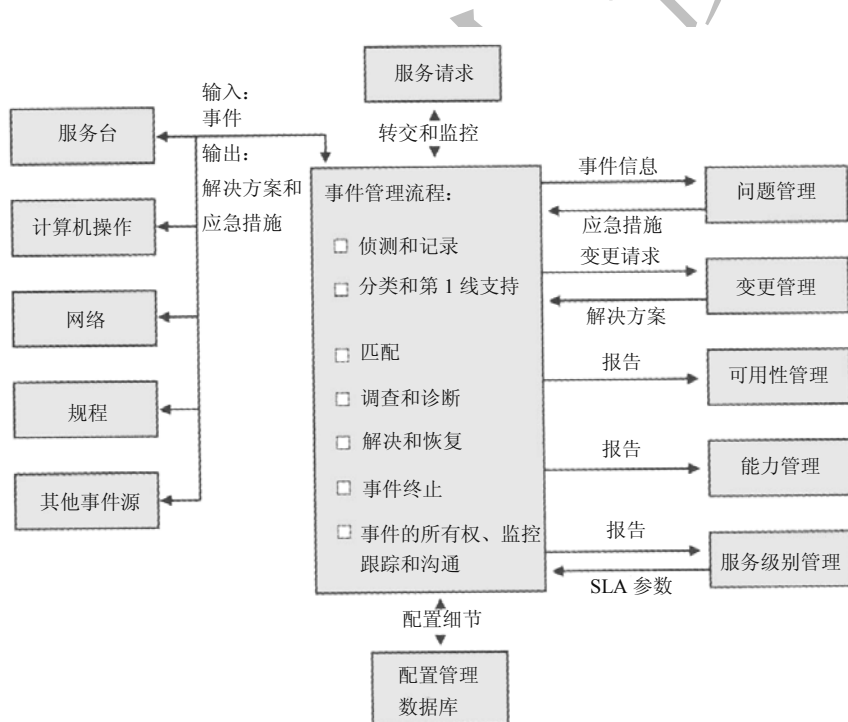 服务请求
输入：
事件
服务台
转交和监控
输出：
解决方案和
应急措施
计算机操作
网络
规程
其他事件源
事件管理流程：
侦测和记录
分类和第 1 线支持
匹配
调查和诊断
解决和恢复
事件终止
事件的所有权、监控
跟踪和沟通
事件信息
问题管理
应急措施
变更请求
变更管理
解决方案
报告
可用性管理
报告
能力管理
报告
服务级别管理
SLA 参数
配置细节
配置管理
数据库